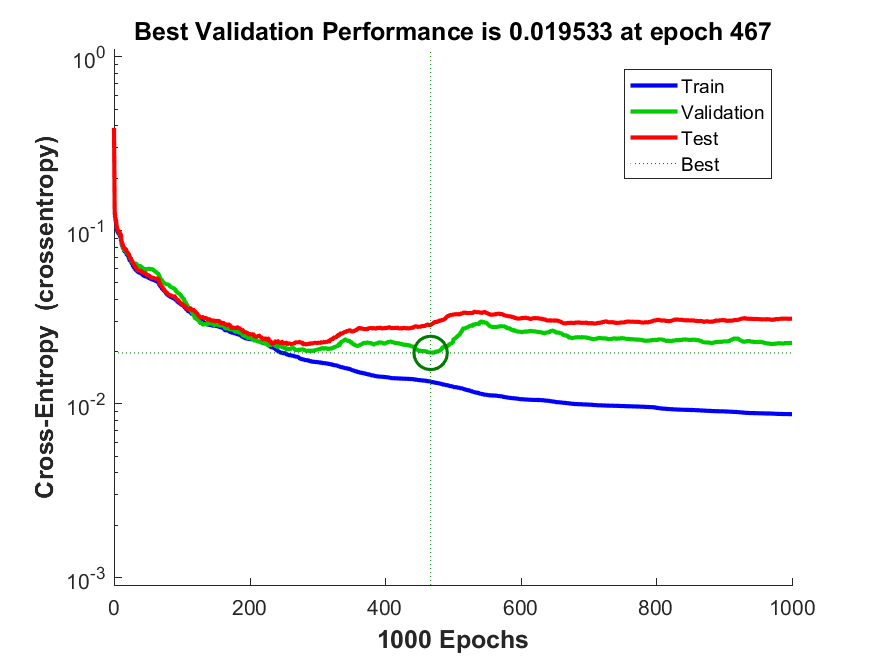 Best Validation Performance is 0.019533 at epoch 467
10^0
10^-1
10^-2
10^-3
Cross-Entropy (crossentropy)
Train
Validation
Test
Best
0 200 400 600 800 1000
1000 Epochs